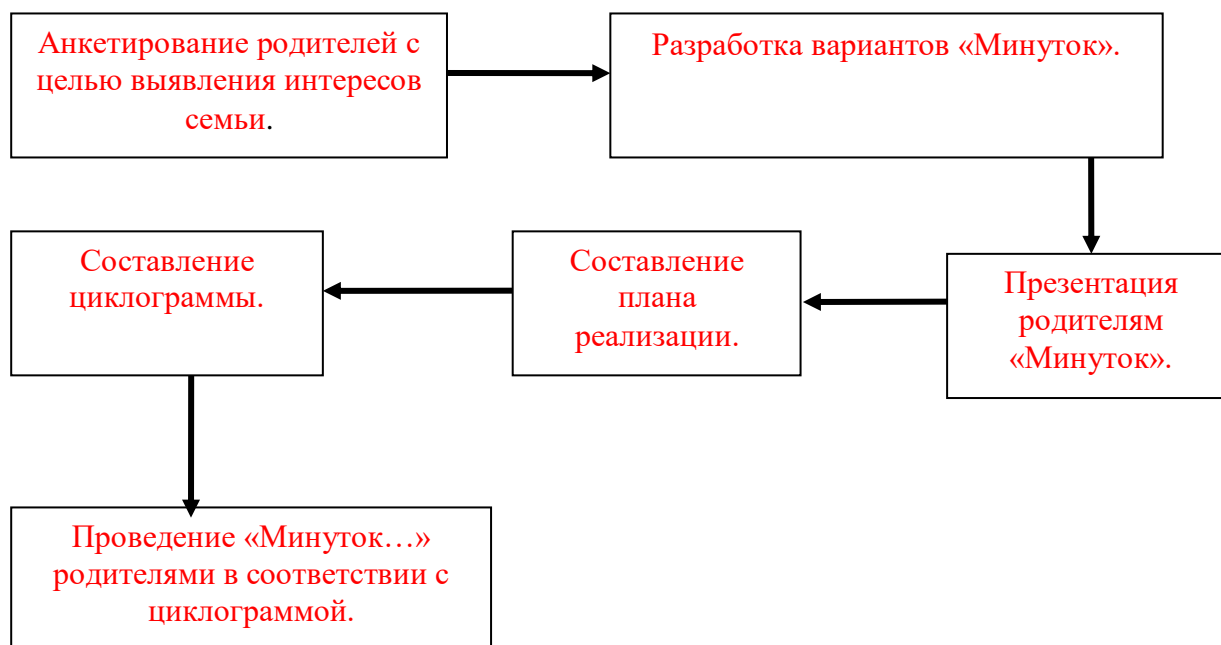 Анкетирование родителей с
целью выявления интересов
семьи.
Разработка вариантов «Минуток».
Презентация
родителям
«Минуток».
Составление
плана
реализации.
Составление
циклограммы.
Проведение «Минуток…»
родителями в соответствии с
циклограммой.